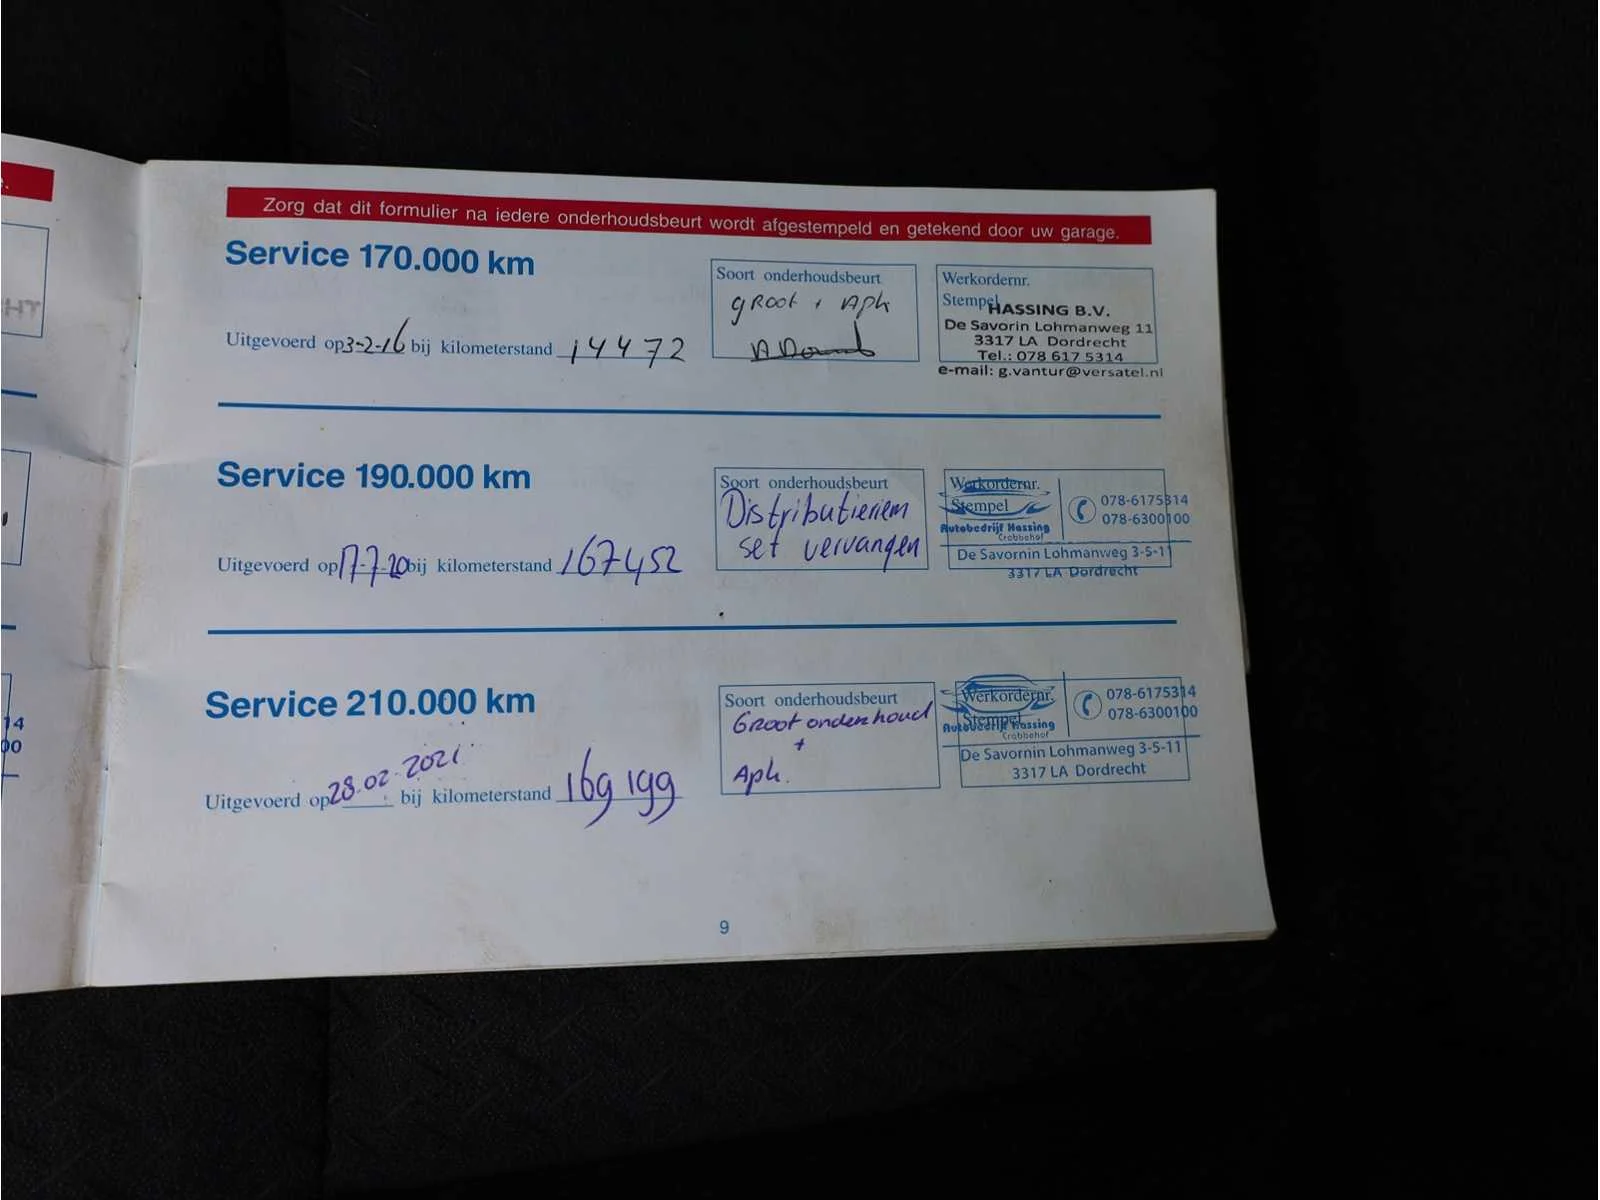 Zorg dat dit formulier na iedere onderhoudsbeurt wordt afgestempeld en getekend door uw garage.
Service 170.000 km
Uitgevoerd op 3-2-16 bij kilometerstand 14472
Soort onderhoudsbeurt
GROOT + APK
Werkordernr.
Stempel
HASSING B.V.
De Savorin Lohmanweg 11
3317 LA Dordrecht
Tel.: 078 617 5314
e-mail: g.vantur@versatel.nl
Service 190.000 km
Uitgevoerd op 17-7-20 bij kilometerstand 167452
Soort onderhoudsbeurt
Distributieriem
set vervangen
Werkordernr.
Stempel
Autobedrijf Hassing
Crabbehof
078-6175314
078-6300100
De Savornin Lohmanweg 3-5-11
3317 LA Dordrecht
Service 210.000 km
Uitgevoerd op 28.02.2021 bij kilometerstand 169199
Soort onderhoudsbeurt
Groot onderhoud
+
Apk.
Werkordernr.
Stempel
Autobedrijf Hassing
Crabbehof
078-6175314
078-6300100
De Savornin Lohmanweg 3-5-11
3317 LA Dordrecht
9